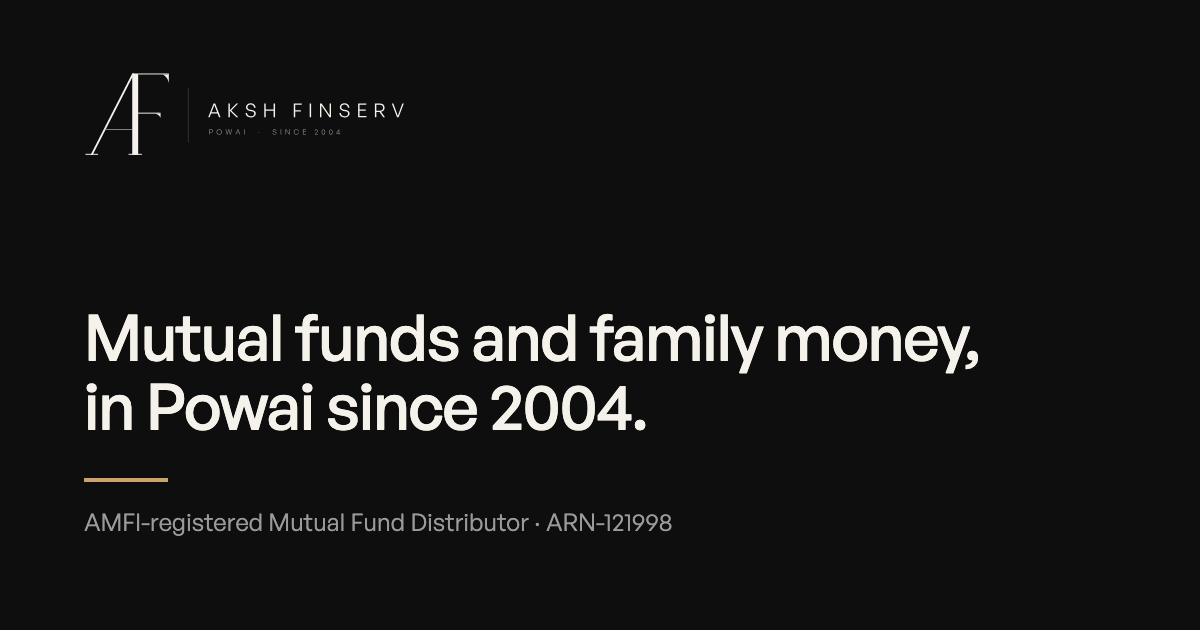 AF
AKSH FINSERV
POWAI · SINCE 2004
Mutual funds and family money,
in Powai since 2004.
AMFI-registered Mutual Fund Distributor · ARN-121998